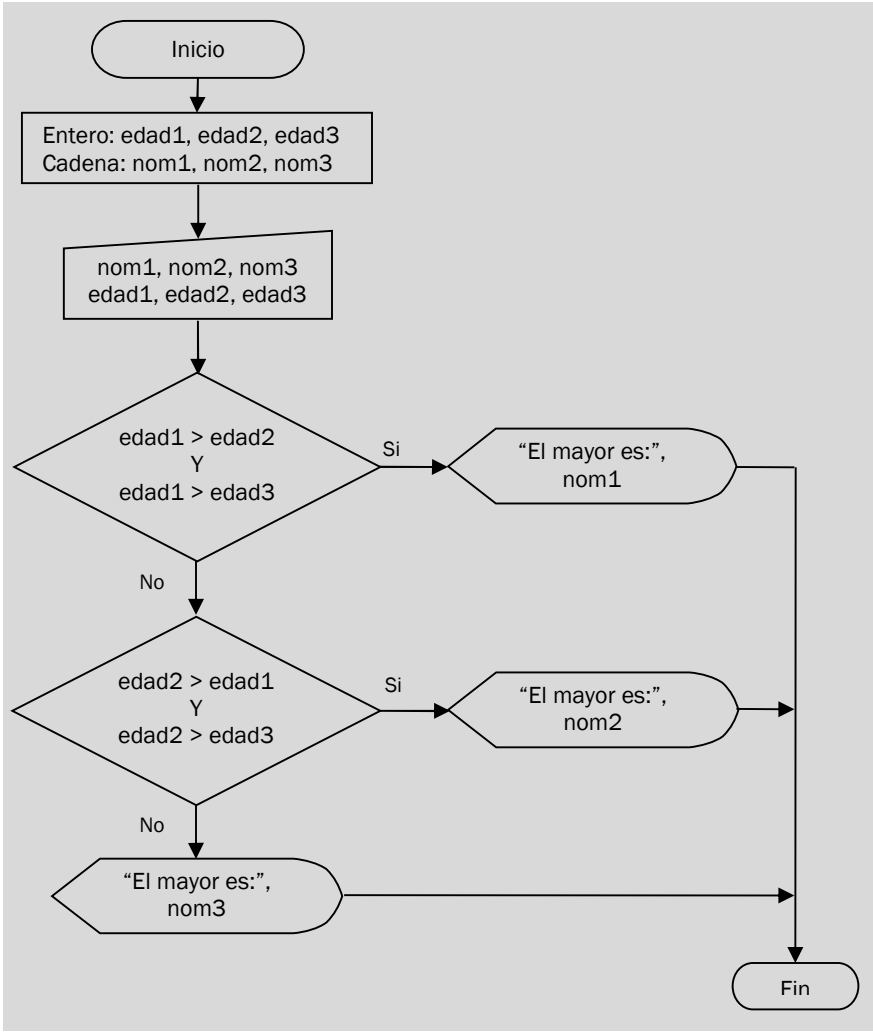 Inicio
Entero: edad1, edad2, edad3
Cadena: nom1, nom2, nom3
nom1, nom2, nom3
edad1, edad2, edad3
edad1 > edad2
Y
edad1 > edad3
Si
“El mayor es:”,
nom1
No
edad2 > edad1
Y
edad2 > edad3
Si
“El mayor es:”,
nom2
No
“El mayor es:”,
nom3
Fin